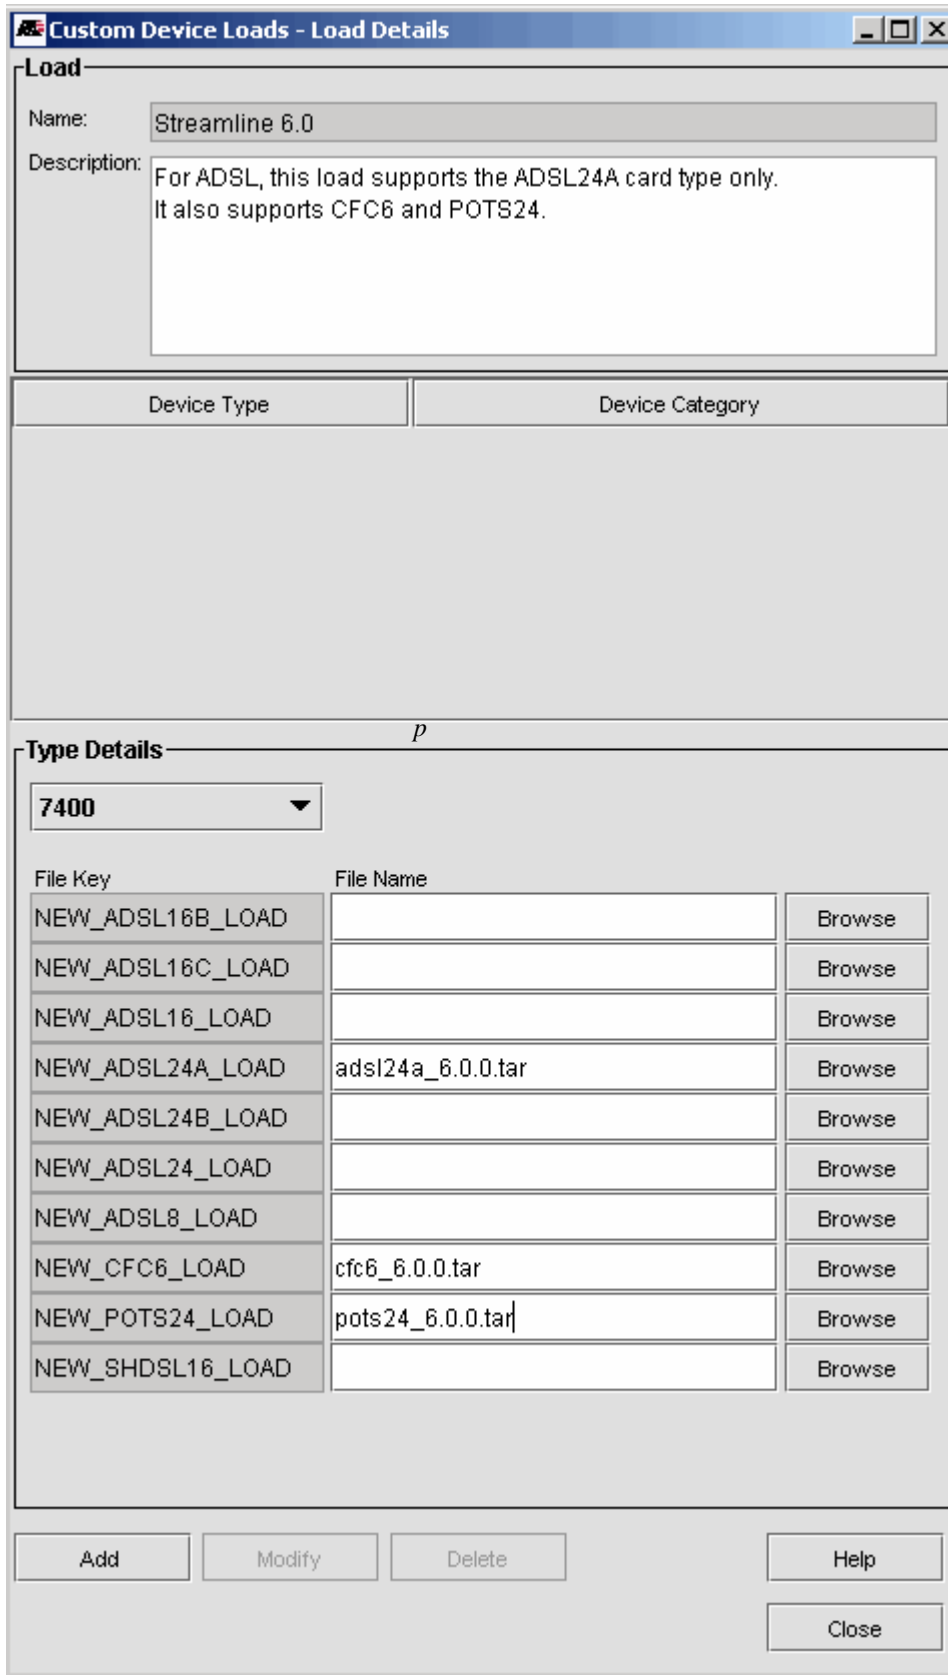 Custom Device Loads - Load Details
Load
Name: Streamline 6.0
Description: For ADSL, this load supports the ADSL24A card type only.
It also supports CFC6 and POTS24.
Device Type Device Category
p
Type Details
7400
File Key File Name
NEW_ADSL16B_LOAD Browse
NEW_ADSL16C_LOAD Browse
NEW_ADSL16_LOAD Browse
NEW_ADSL24A_LOAD adsl24a_6.0.0.tar Browse
NEW_ADSL24B_LOAD Browse
NEW_ADSL24_LOAD Browse
NEW_ADSL8_LOAD Browse
NEW_CFC6_LOAD cfc6_6.0.0.tar Browse
NEW_POTS24_LOAD pots24_6.0.0.tar Browse
NEW_SHDSL16_LOAD Browse
Add Modify Delete Help
Close